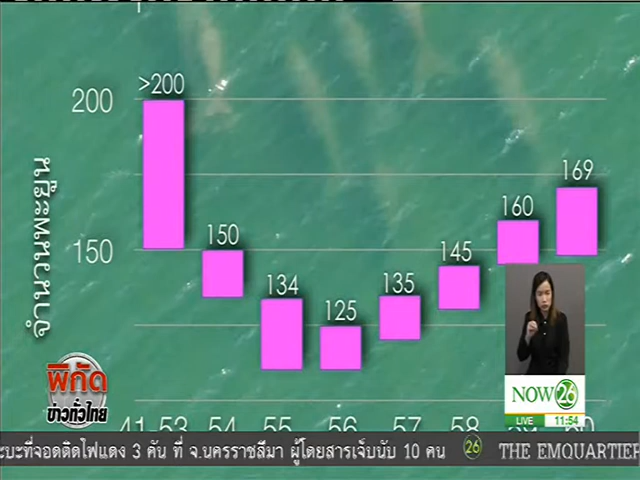 >200
200
169
160
150
150
145
134
135
125
จำนวนพะยูน
41-53 54 55 56 57 58
60
พิกัด
ข่าวทั่วไทย
NOW26
LIVE 11:54
ะบะที่จอดติดไฟแดง 3 คัน ที่ จ.นครราชสีมา ผู้โดยสารเจ็บนับ 10 คน 26 THE EMQUARTIER